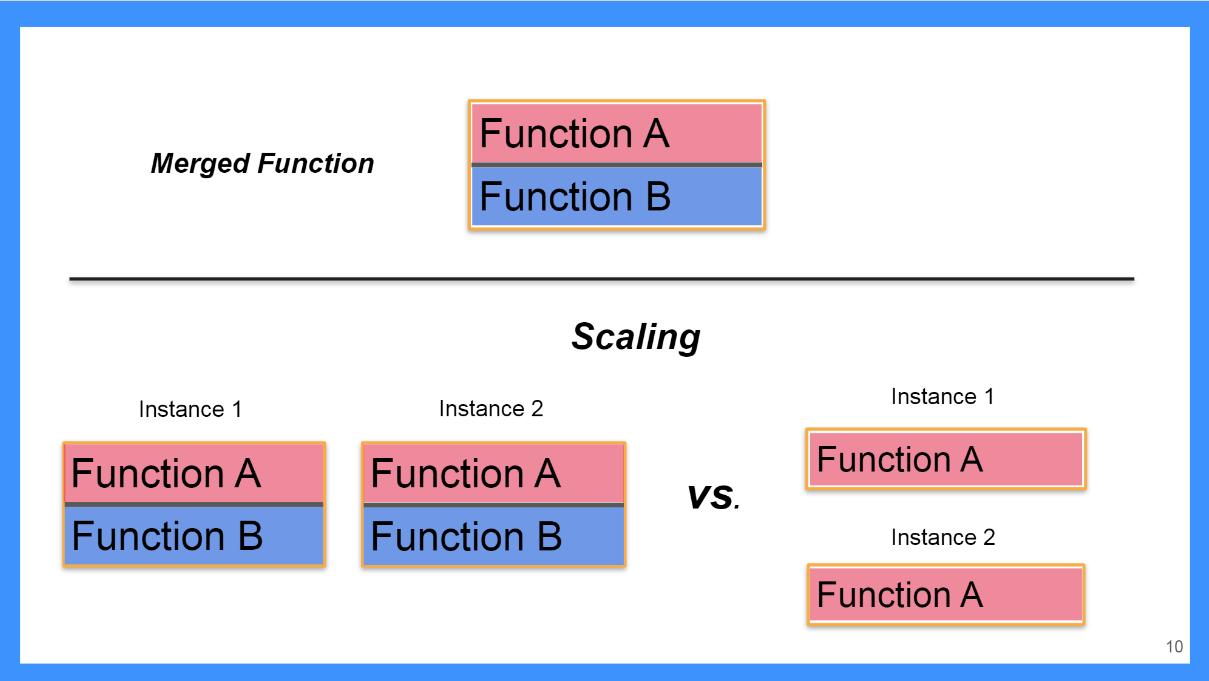 Merged Function
Function A
Function B
Scaling
Instance 1
Function A
Function B
Instance 2
Function A
Function B
vs.
Instance 1
Function A
Instance 2
Function A
10